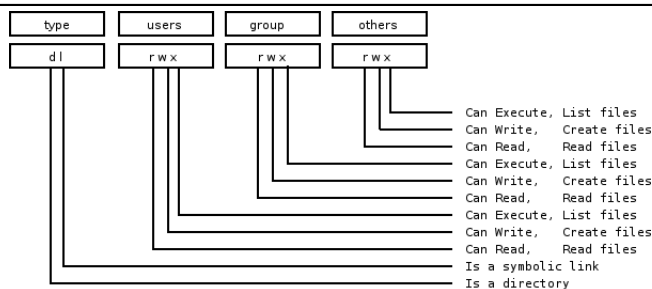 type users group others
d l r w x r w x r w x
Can Execute, List files
Can Write, Create files
Can Read, Read files
Can Execute, List files
Can Write, Create files
Can Read, Read files
Can Execute, List files
Can Write, Create files
Can Read, Read files
Is a symbolic link
Is a directory